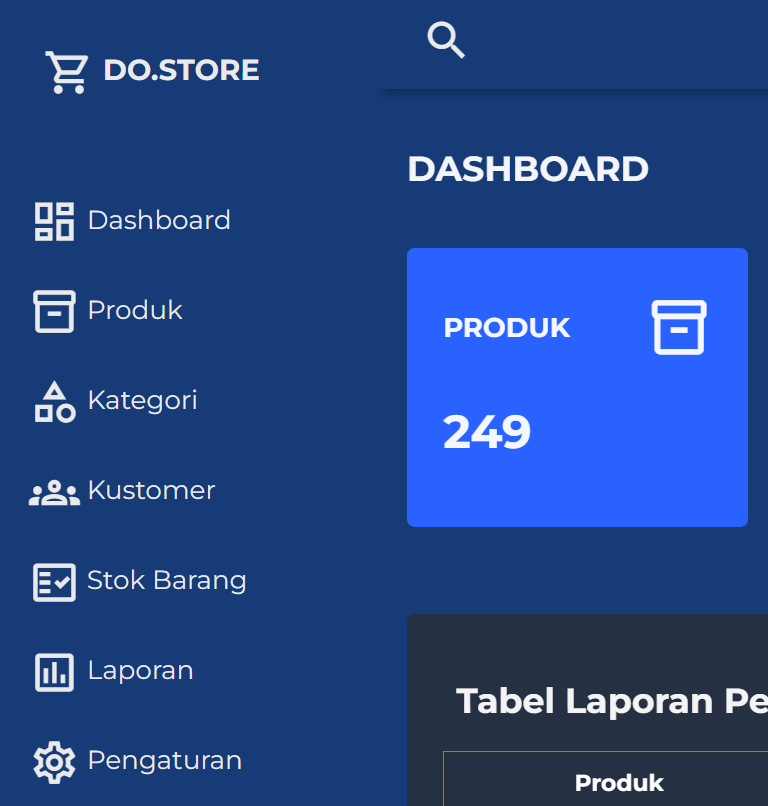 DO.STORE
Dashboard
Produk
Kategori
Kustomer
Stok Barang
Laporan
Pengaturan
DASHBOARD
PRODUK
249
Tabel Laporan Pe
Produk